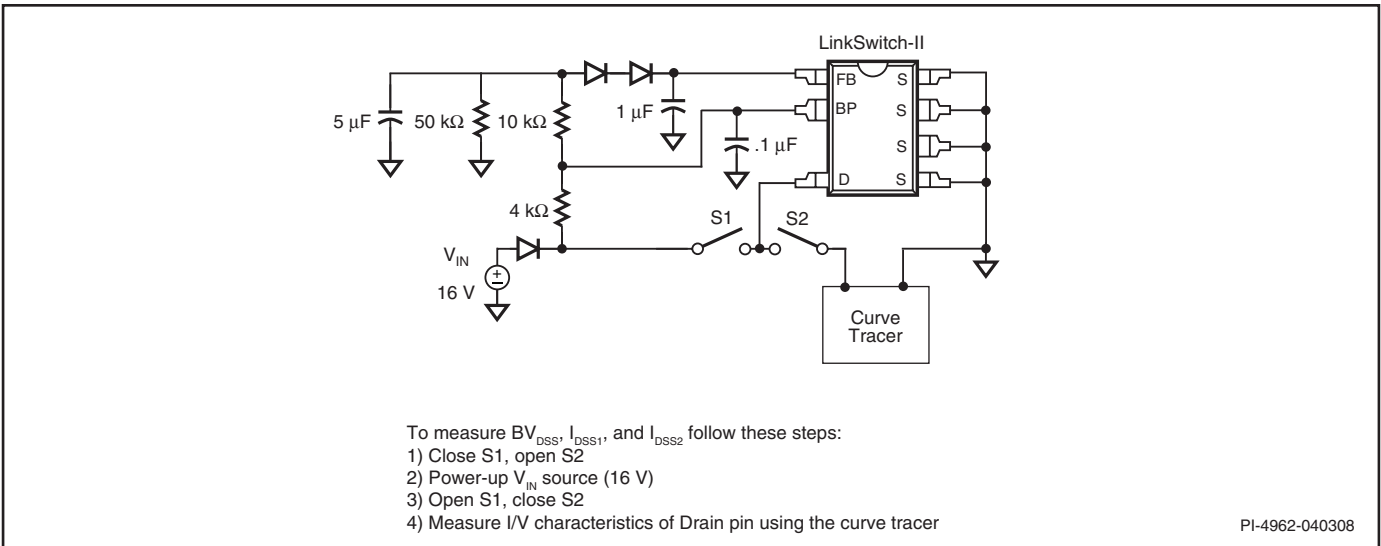 LinkSwitch-II
FB S
5 µF 50 kΩ 10 kΩ 1 µF BP S
.1 µF
S
D S
4 kΩ
S1 S2
V_IN
+
−
16 V
Curve
Tracer
To measure BV_DSS, I_DSS1, and I_DSS2 follow these steps:
1) Close S1, open S2
2) Power-up V_IN source (16 V)
3) Open S1, close S2
4) Measure I/V characteristics of Drain pin using the curve tracer
PI-4962-040308